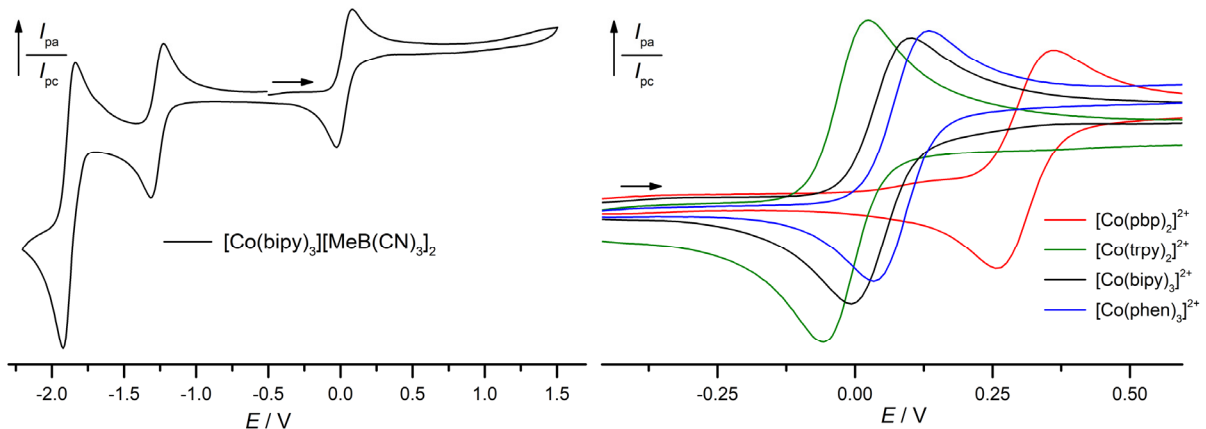 I_pa
I_pc
[Co(bipy)₃][MeB(CN)₃]₂
-2.0 -1.5 -1.0 -0.5 0.0 0.5 1.0 1.5
E / V
I_pa
I_pc
[Co(pbp)₂]²⁺
[Co(trpy)₂]²⁺
[Co(bipy)₃]²⁺
[Co(phen)₃]²⁺
-0.25 0.00 0.25 0.50
E / V